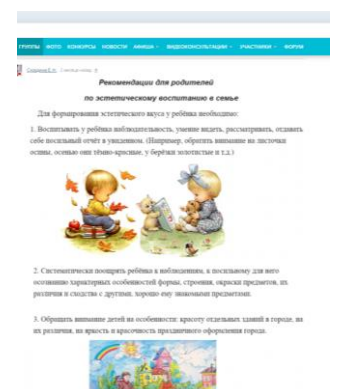 ГРУППЫ ФОТО КОНКУРСЫ НОВОСТИ АФИША ВИДЕОКОНСУЛЬТАЦИИ УЧАСТНИКИ ФОРУМ
Рекомендации для родителей
по эстетическому воспитанию в семье
Для формирования эстетического вкуса у ребёнка необходимо:
1. Воспитывать у ребёнка наблюдательность, умение видеть, рассматривать, отдавать
себе посильный отчёт в увиденном. (Например, обратить внимание на листочки
осины, осенью они тёмно-красные, у берёзки золотистые и т.д.)
2. Систематически поощрять ребёнка к наблюдениям, к посильному для него
осознанию характерных особенностей формы, строения, окраски предметов, их
различия и сходства с другими, хорошо ему знакомыми предметами.
3. Обращать внимание детей на особенности: красоту отдельных зданий в городе, на
их различия, на яркость и красочность праздничного оформления города.